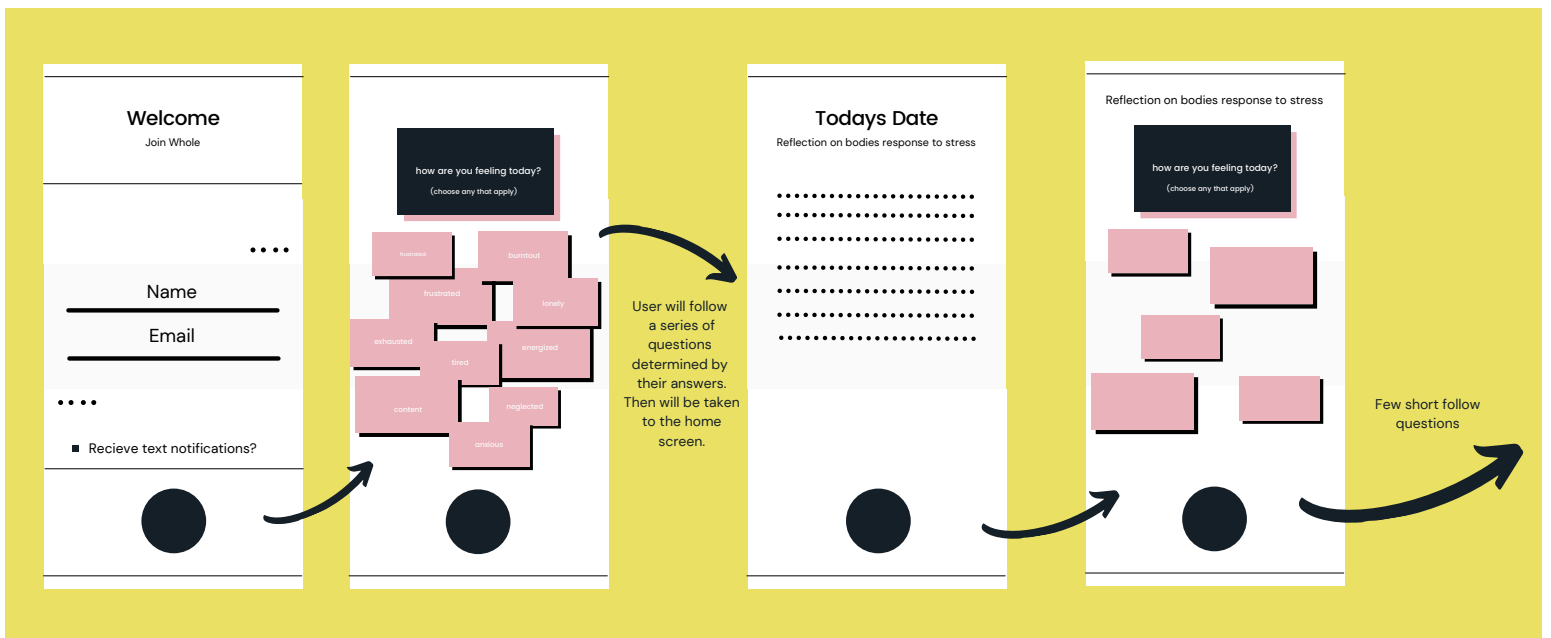 Welcome
Join Whole
Name
Email
Recieve text notifications?
how are you feeling today?
(choose any that apply)
frustrated
burntout
frustrated
lonely
exhausted
energized
tired
content
neglected
anxious
User will follow
a series of
questions
determined by
their answers.
Then will be taken
to the home
screen.
Todays Date
Reflection on bodies response to stress
Reflection on bodies response to stress
how are you feeling today?
(choose any that apply)
Few short follow
questions